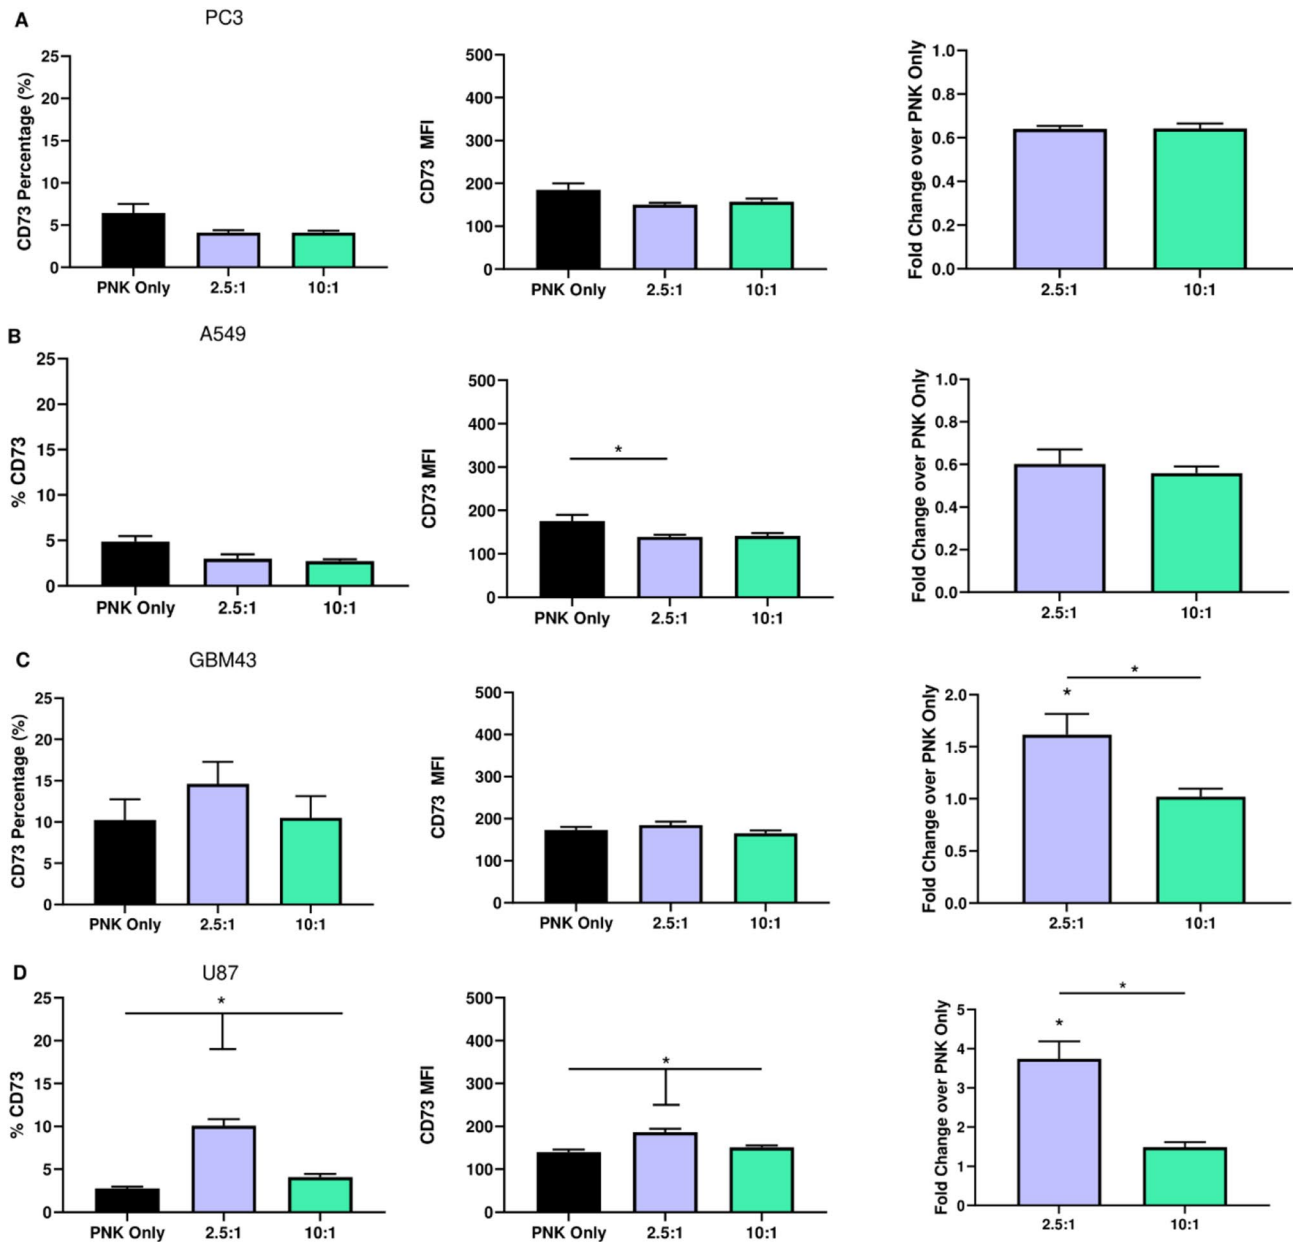 A
PC3
CD73 Percentage (%)
25
20
15
10
5
0
PNK Only 2.5:1 10:1
CD73 MFI
500
400
300
200
100
0
PNK Only 2.5:1 10:1
Fold Change over PNK Only
1.0
0.8
0.6
0.4
0.2
0.0
2.5:1 10:1
B
A549
% CD73
25
20
15
10
5
0
PNK Only 2.5:1 10:1
CD73 MFI
500
400
300
200
100
0
*
PNK Only 2.5:1 10:1
Fold Change over PNK Only
1.0
0.8
0.6
0.4
0.2
0.0
2.5:1 10:1
C
GBM43
CD73 Percentage (%)
25
20
15
10
5
0
PNK Only 2.5:1 10:1
CD73 MFI
500
400
300
200
100
0
PNK Only 2.5:1 10:1
Fold Change over PNK Only
2.0
1.5
1.0
0.5
0.0
*
*
2.5:1 10:1
D
U87
% CD73
25
20
15
10
5
0
*
PNK Only 2.5:1 10:1
CD73 MFI
500
400
300
200
100
0
*
PNK Only 2.5:1 10:1
Fold Change over PNK Only
5
4
3
2
1
0
*
*
2.5:1 10:1